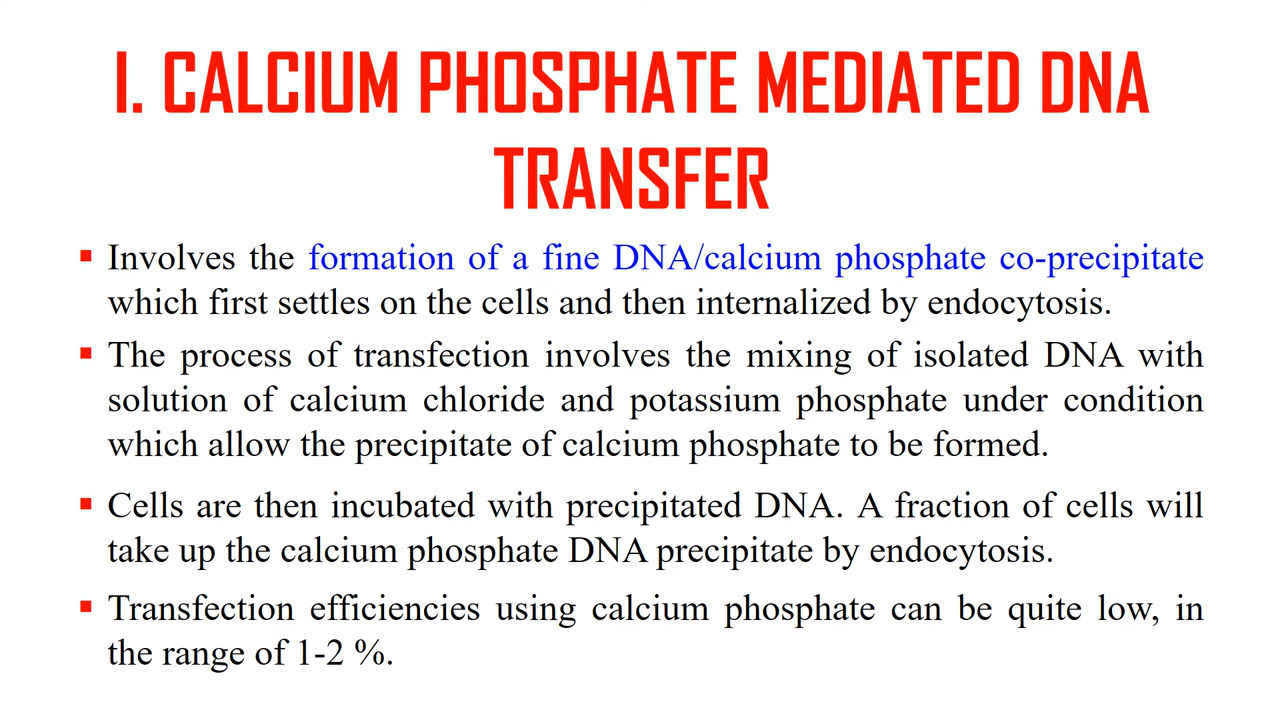 I. CALCIUM PHOSPHATE MEDIATED DNA
TRANSFER
▪ Involves the formation of a fine DNA/calcium phosphate co-precipitate
which first settles on the cells and then internalized by endocytosis.
▪ The process of transfection involves the mixing of isolated DNA with
solution of calcium chloride and potassium phosphate under condition
which allow the precipitate of calcium phosphate to be formed.
▪ Cells are then incubated with precipitated DNA. A fraction of cells will
take up the calcium phosphate DNA precipitate by endocytosis.
▪ Transfection efficiencies using calcium phosphate can be quite low, in
the range of 1-2 %.